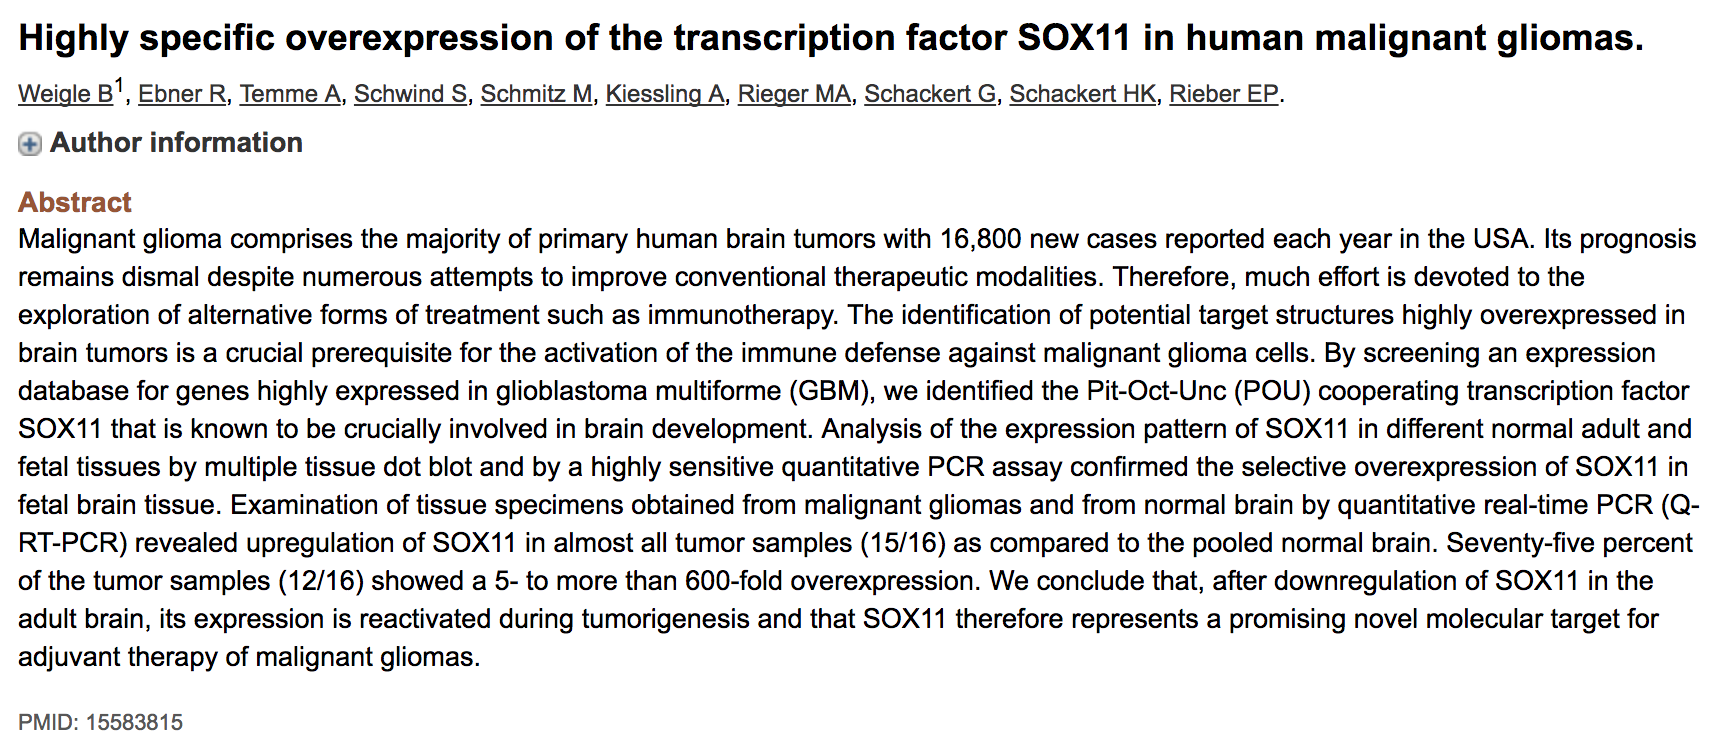 Highly specific overexpression of the transcription factor SOX11 in human malignant gliomas.
Weigle B1, Ebner R, Temme A, Schwind S, Schmitz M, Kiessling A, Rieger MA, Schackert G, Schackert HK, Rieber EP.
Author information
Abstract
Malignant glioma comprises the majority of primary human brain tumors with 16,800 new cases reported each year in the USA. Its prognosis
remains dismal despite numerous attempts to improve conventional therapeutic modalities. Therefore, much effort is devoted to the
exploration of alternative forms of treatment such as immunotherapy. The identification of potential target structures highly overexpressed in
brain tumors is a crucial prerequisite for the activation of the immune defense against malignant glioma cells. By screening an expression
database for genes highly expressed in glioblastoma multiforme (GBM), we identified the Pit-Oct-Unc (POU) cooperating transcription factor
SOX11 that is known to be crucially involved in brain development. Analysis of the expression pattern of SOX11 in different normal adult and
fetal tissues by multiple tissue dot blot and by a highly sensitive quantitative PCR assay confirmed the selective overexpression of SOX11 in
fetal brain tissue. Examination of tissue specimens obtained from malignant gliomas and from normal brain by quantitative real-time PCR (Q-
RT-PCR) revealed upregulation of SOX11 in almost all tumor samples (15/16) as compared to the pooled normal brain. Seventy-five percent
of the tumor samples (12/16) showed a 5- to more than 600-fold overexpression. We conclude that, after downregulation of SOX11 in the
adult brain, its expression is reactivated during tumorigenesis and that SOX11 therefore represents a promising novel molecular target for
adjuvant therapy of malignant gliomas.
PMID: 15583815